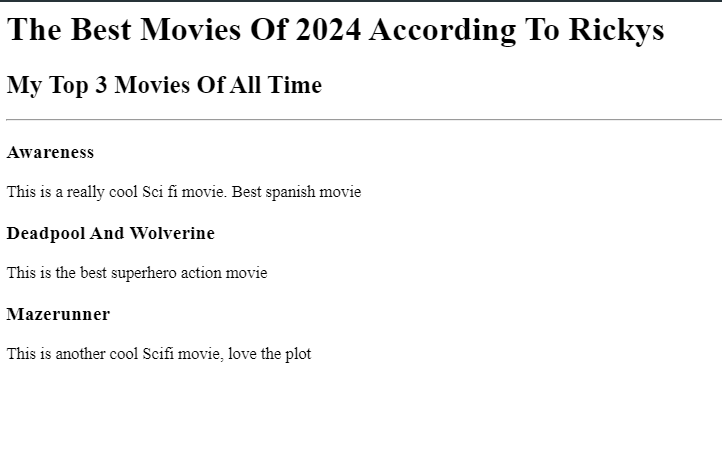 The Best Movies Of 2024 According To Rickys
My Top 3 Movies Of All Time
Awareness
This is a really cool Sci fi movie. Best spanish movie
Deadpool And Wolverine
This is the best superhero action movie
Mazerunner
This is another cool Scifi movie, love the plot